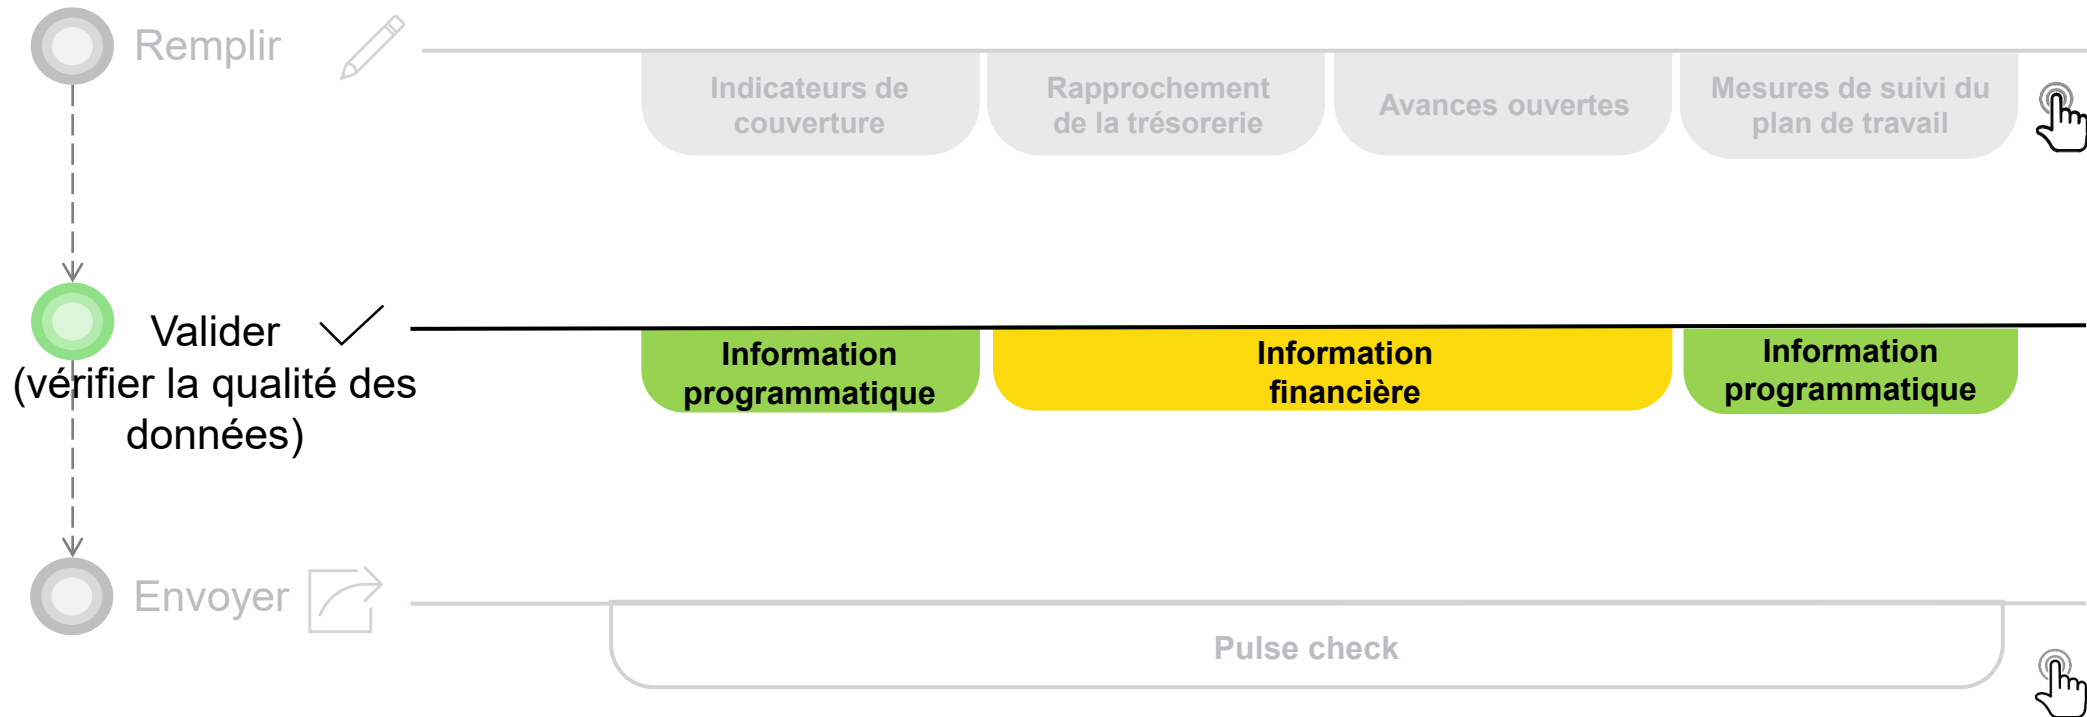 Remplir
Indicateurs de
couverture
Rapprochement
de la trésorerie
Avances ouvertes
Mesures de suivi du
plan de travail
Valider
(vérifier la qualité des
données)
Information
programmatique
Information
financière
Information
programmatique
Envoyer
Pulse check